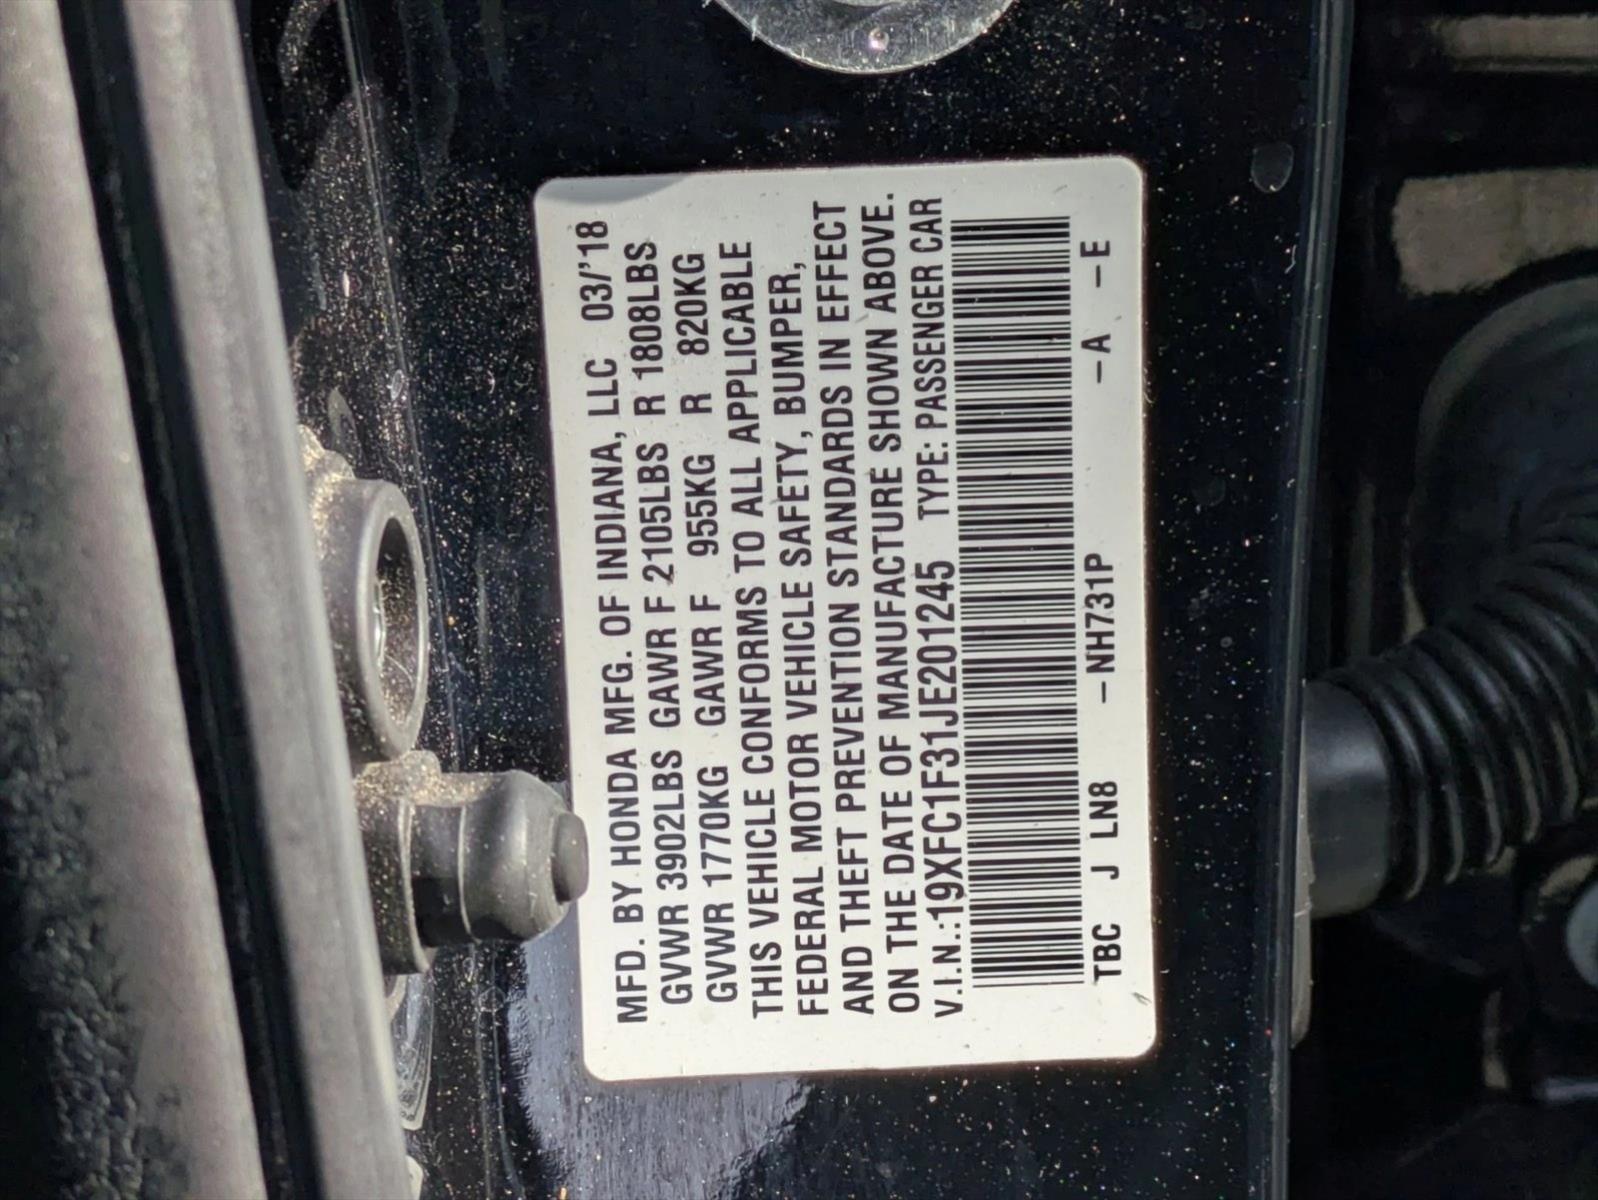 MFD. BY HONDA MFG. OF INDIANA, LLC 03/'18
GVWR 3902LBS GAWR F 2105LBS R 1808LBS
GVWR 1770KG GAWR F 955KG R 820KG
THIS VEHICLE CONFORMS TO ALL APPLICABLE
FEDERAL MOTOR VEHICLE SAFETY, BUMPER,
AND THEFT PREVENTION STANDARDS IN EFFECT
ON THE DATE OF MANUFACTURE SHOWN ABOVE.
V.I.N.:19XFC1F31JE201245 TYPE: PASSENGER CAR
TBC J LN8 -NH731P -A -E